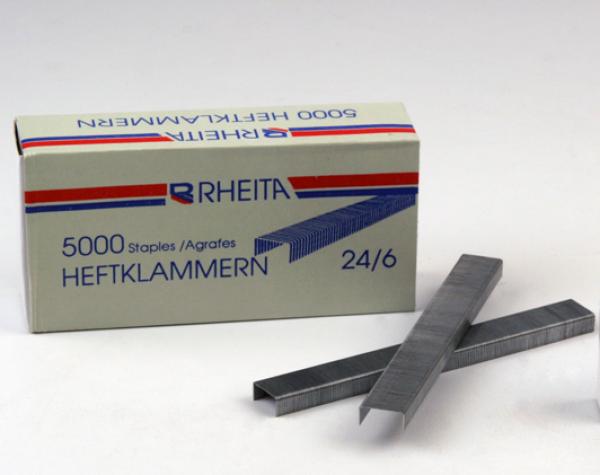 5000 HEFTKLAMMERN
RHEITA
RHEITA
5000 Staples /Agrafes
HEFTKLAMMERN
24/6